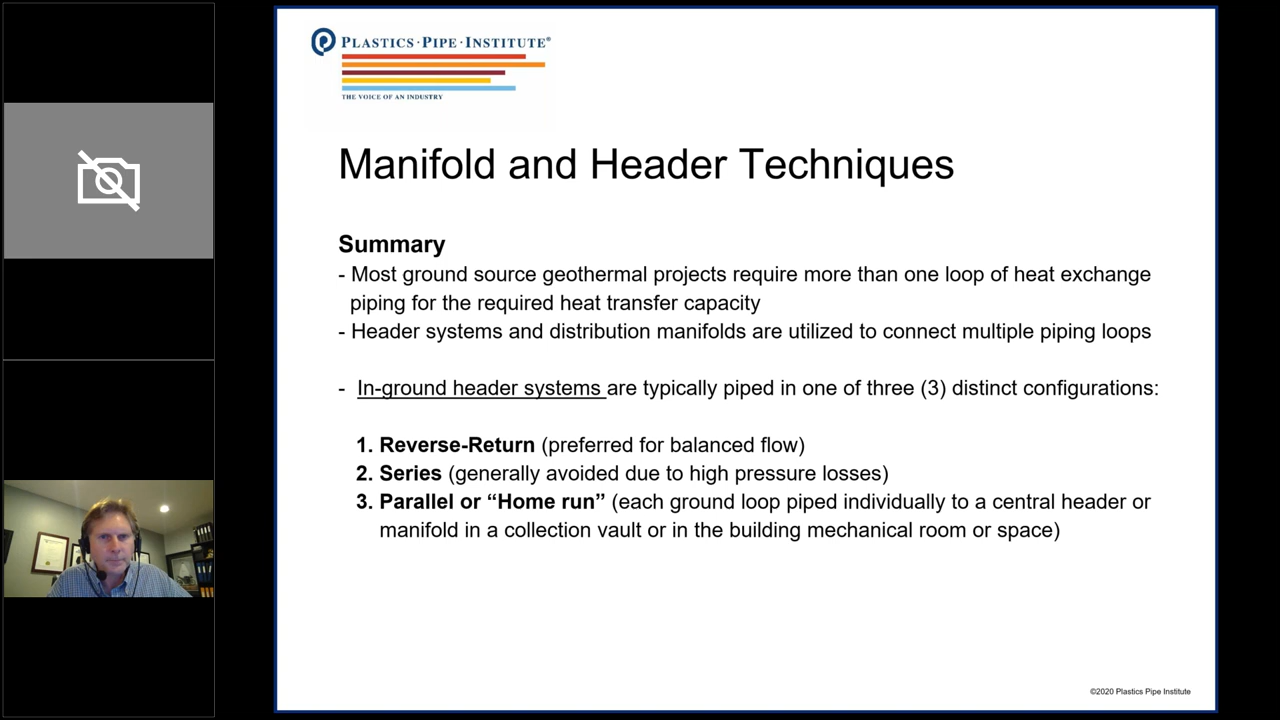 PLASTICS·PIPE·INSTITUTE®
THE VOICE OF AN INDUSTRY
Manifold and Header Techniques
Summary
- Most ground source geothermal projects require more than one loop of heat exchange
piping for the required heat transfer capacity
- Header systems and distribution manifolds are utilized to connect multiple piping loops
- In-ground header systems are typically piped in one of three (3) distinct configurations:
1. Reverse-Return (preferred for balanced flow)
2. Series (generally avoided due to high pressure losses)
3. Parallel or “Home run” (each ground loop piped individually to a central header or
manifold in a collection vault or in the building mechanical room or space)
©2020 Plastics Pipe Institute